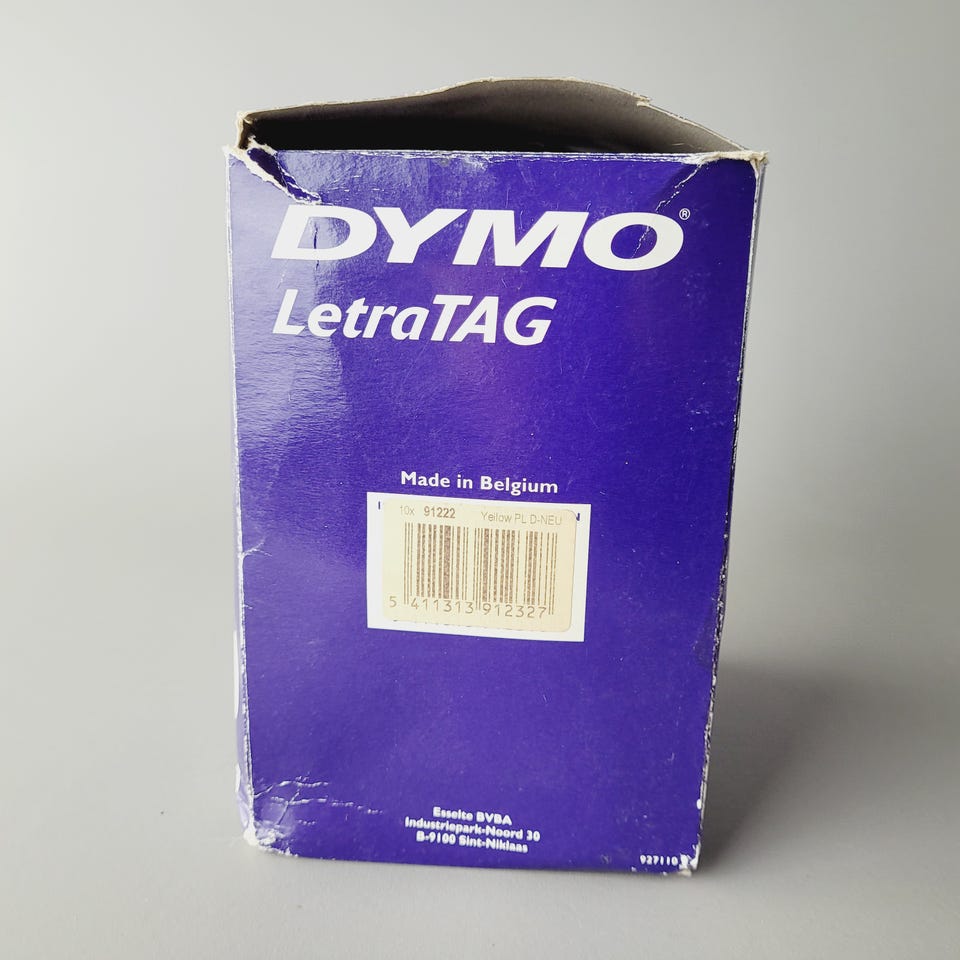 DYMO®
LetraTAG
Made in Belgium
10x 91222 Yellow PL D-NEU
5 411313 912327
Esselte BVBA
Industriepark-Noord 30
B-9100 Sint-Niklaas
927110